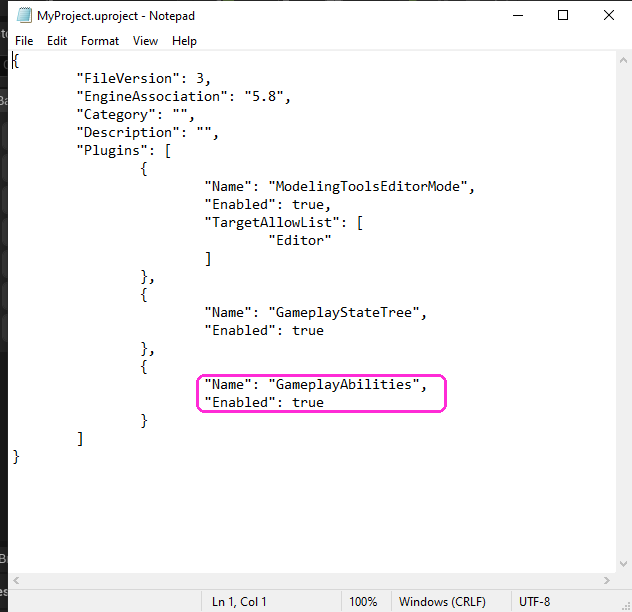 MyProject.uproject - Notepad
File Edit Format View Help
{
"FileVersion": 3,
"EngineAssociation": "5.8",
"Category": "",
"Description": "",
"Plugins": [
{
"Name": "ModelingToolsEditorMode",
"Enabled": true,
"TargetAllowList": [
"Editor"
]
},
{
"Name": "GameplayStateTree",
"Enabled": true
},
{
"Name": "GameplayAbilities",
"Enabled": true
}
]
}
Ln 1, Col 1 100% Windows (CRLF) UTF-8